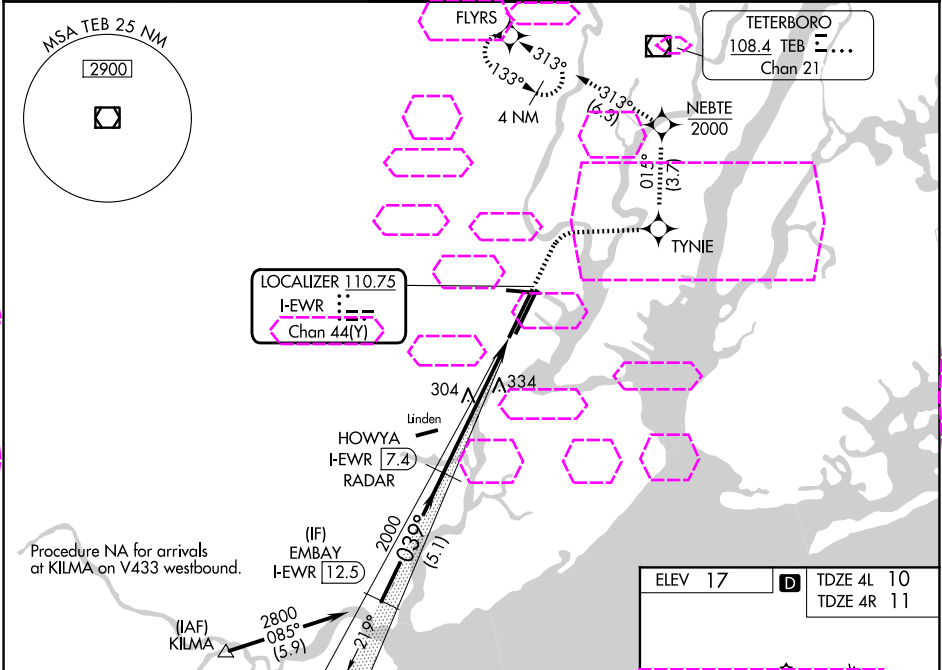 MSA TEB 25 NM
2900
FLYRS
313°
133°
4 NM
313°
(6.3)
TETERBORO
108.4 TEB
Chan 21
NEBTE
2000
015°
(3.7)
TYNIE
LOCALIZER 110.75
I-EWR
Chan 44(Y)
304
334
Linden
HOWYA
I-EWR 7.4
RADAR
2000
039°
(5.1)
(IF)
EMBAY
I-EWR 12.5
Procedure NA for arrivals
at KILMA on V433 westbound.
(IAF)
KILMA
2800
085°
(5.9)
219°
ELEV 17
D
TDZE 4L 10
TDZE 4R 11